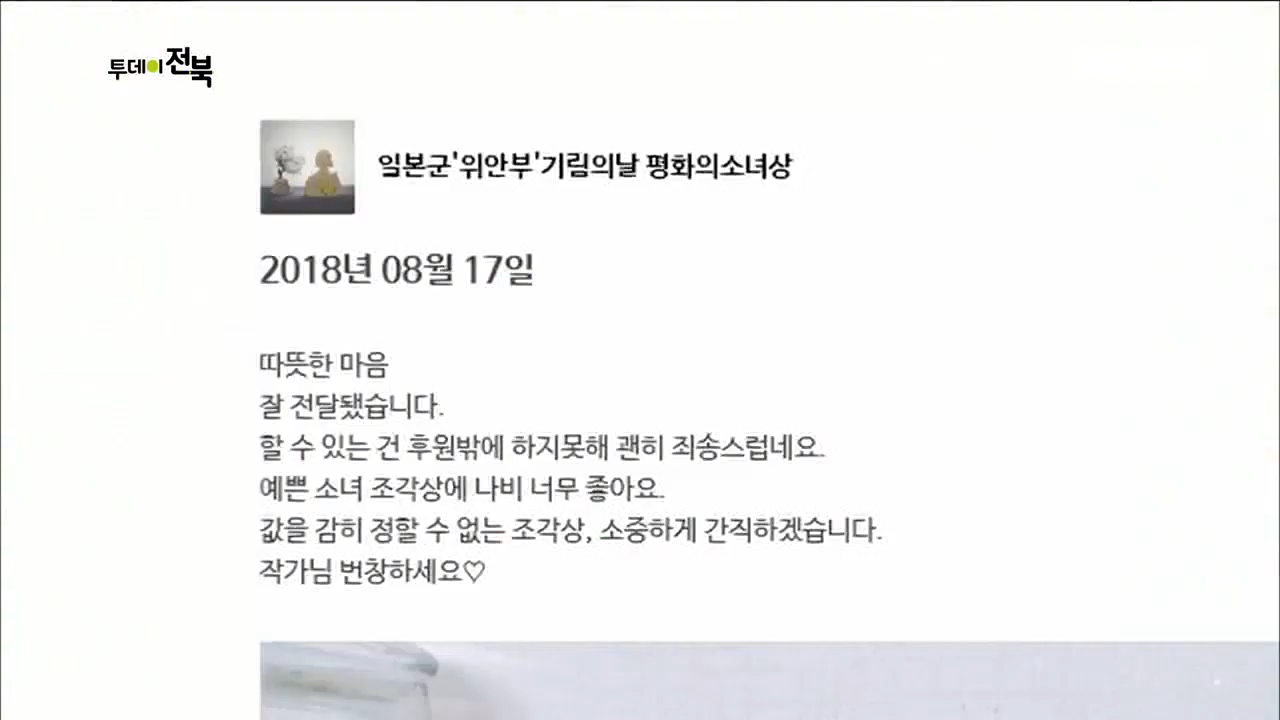 투데이 전북
일본군'위안부'기림의날 평화의소녀상
2018년 08월 17일
따뜻한 마음
잘 전달됐습니다.
할 수 있는 건 후원밖에 하지못해 괜히 죄송스럽네요.
예쁜 소녀 조각상에 나비 너무 좋아요.
값을 감히 정할 수 없는 조각상, 소중하게 간직하겠습니다.
작가님 번창하세요♡